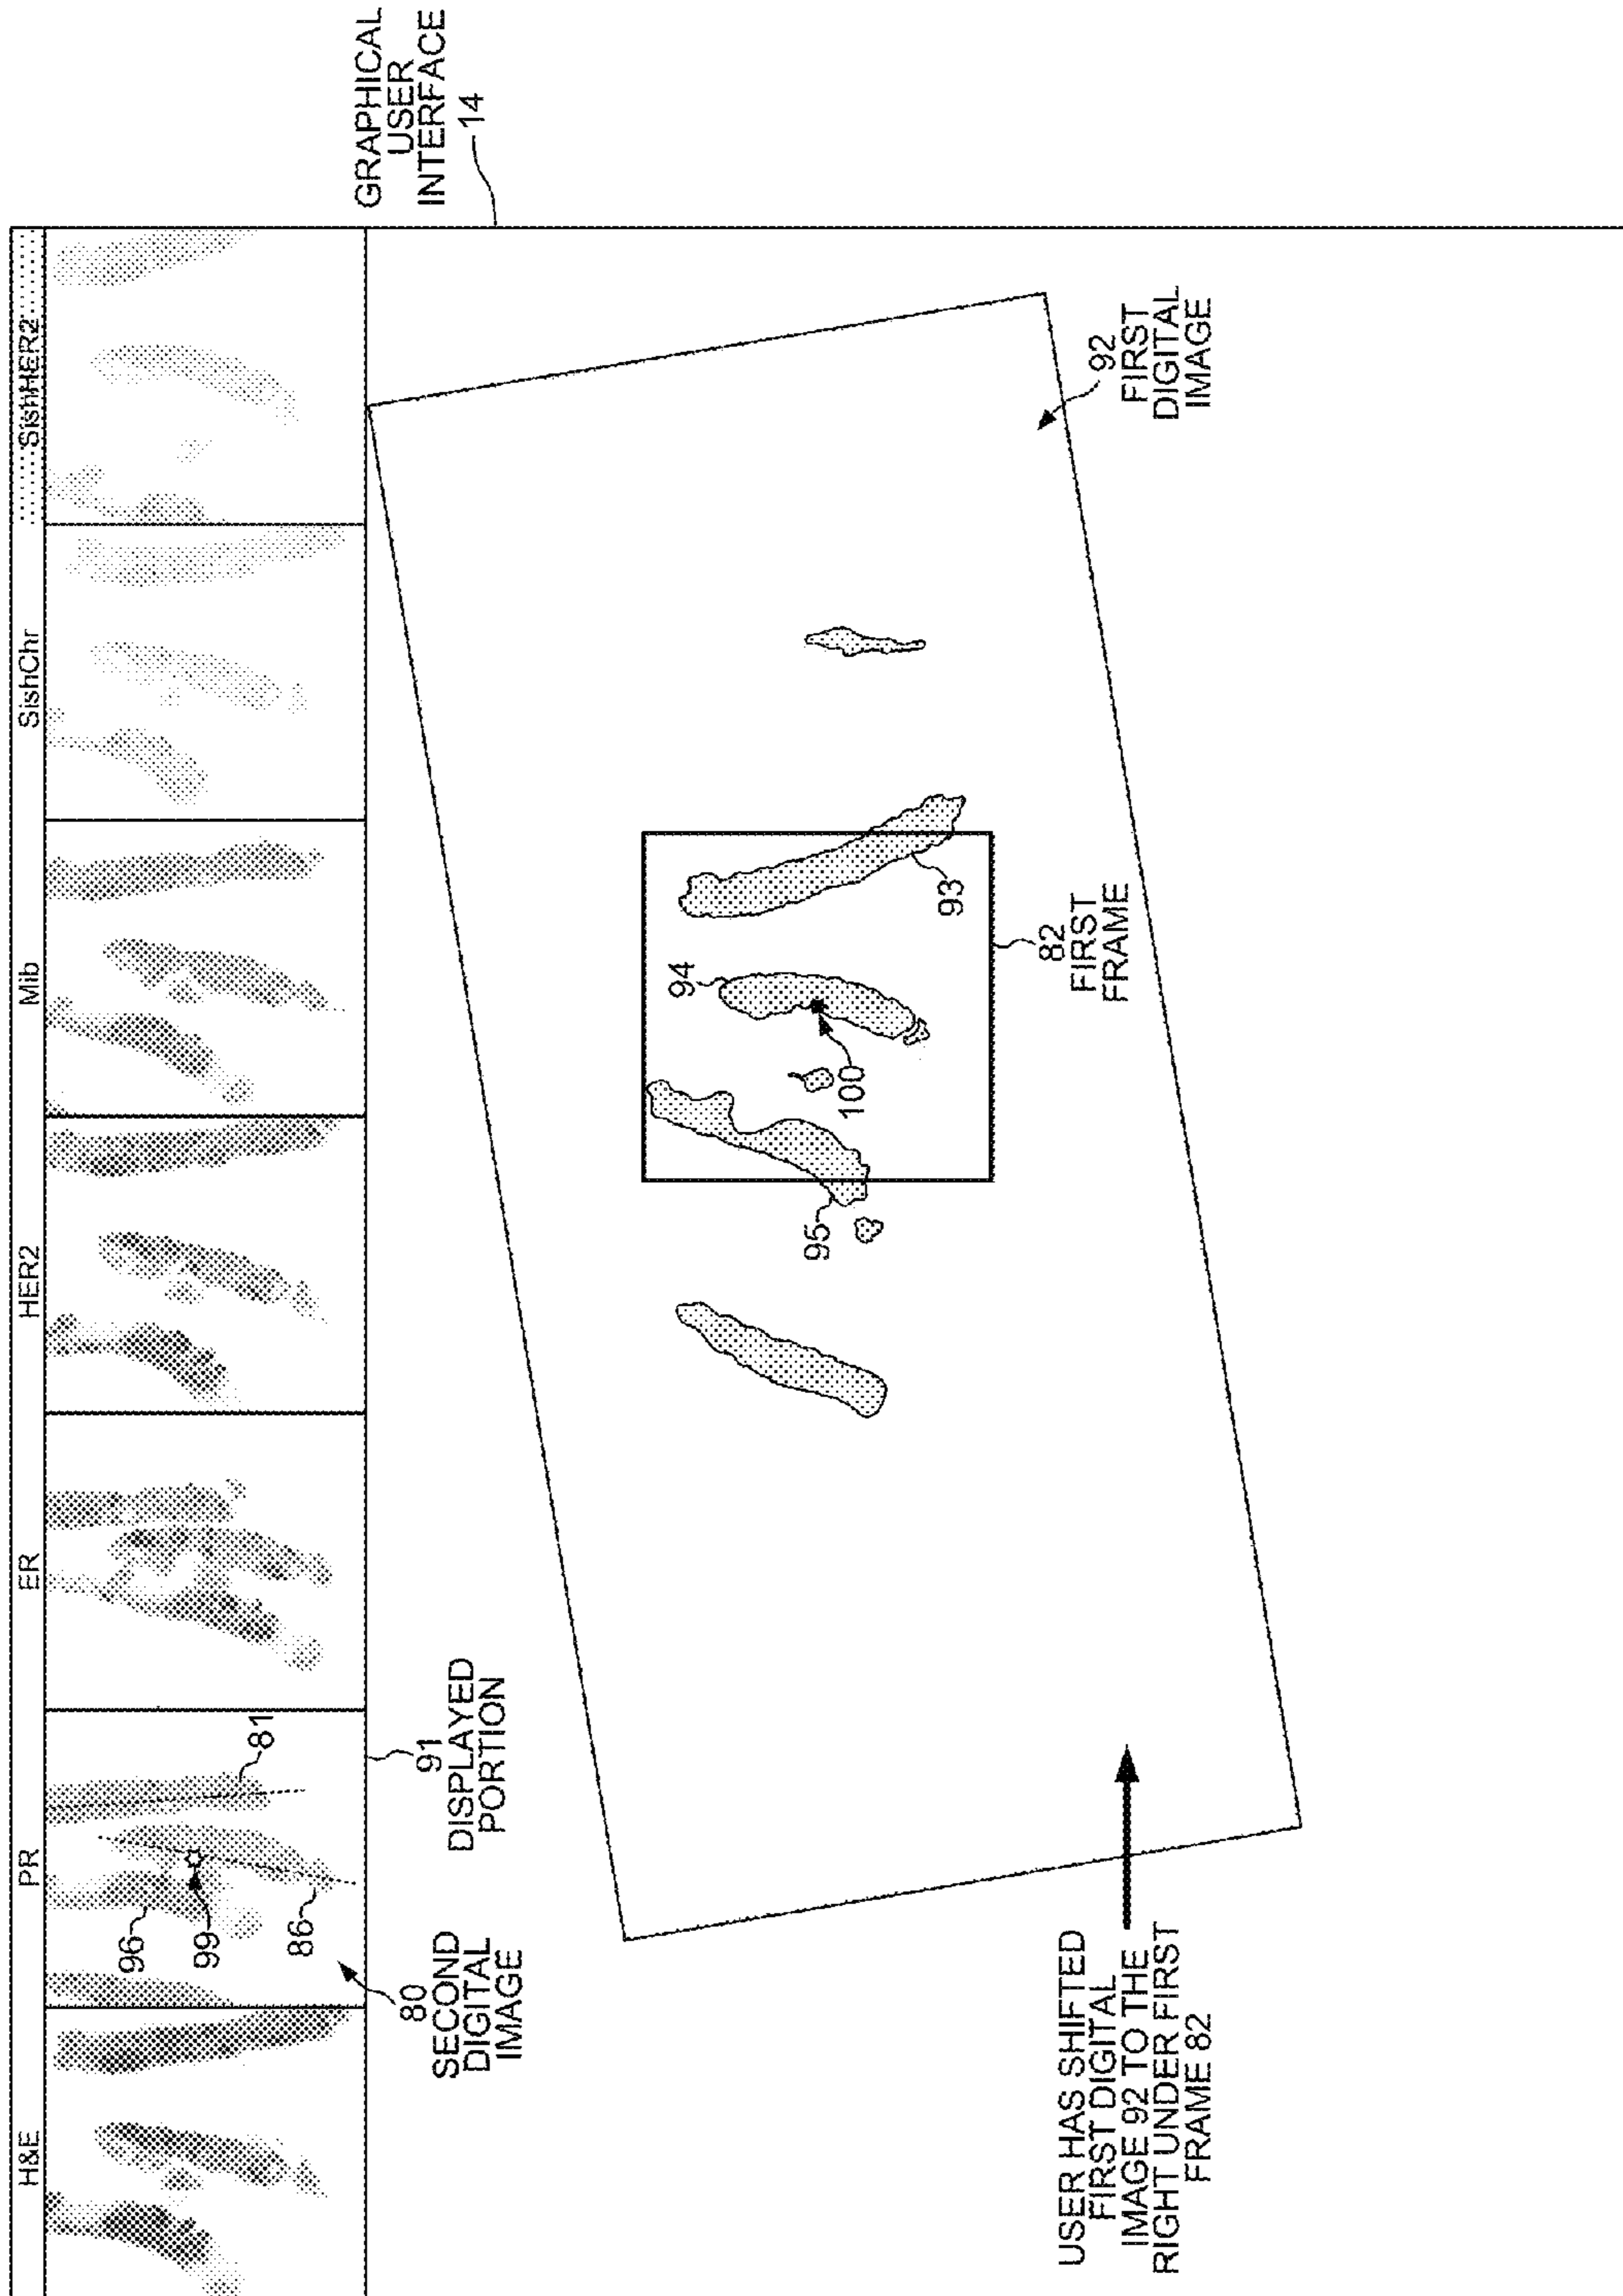 H&E
PR
ER
HER2
Mib
SishChr
SishHER2
GRAPHICAL
USER
INTERFACE
14
96
99
86
81
80
SECOND
DIGITAL
IMAGE
91
DISPLAYED
PORTION
95
100
94
93
82
FIRST
FRAME
92
FIRST
DIGITAL
IMAGE
USER HAS SHIFTED
FIRST DIGITAL
IMAGE 92 TO THE
RIGHT UNDER FIRST
FRAME 82